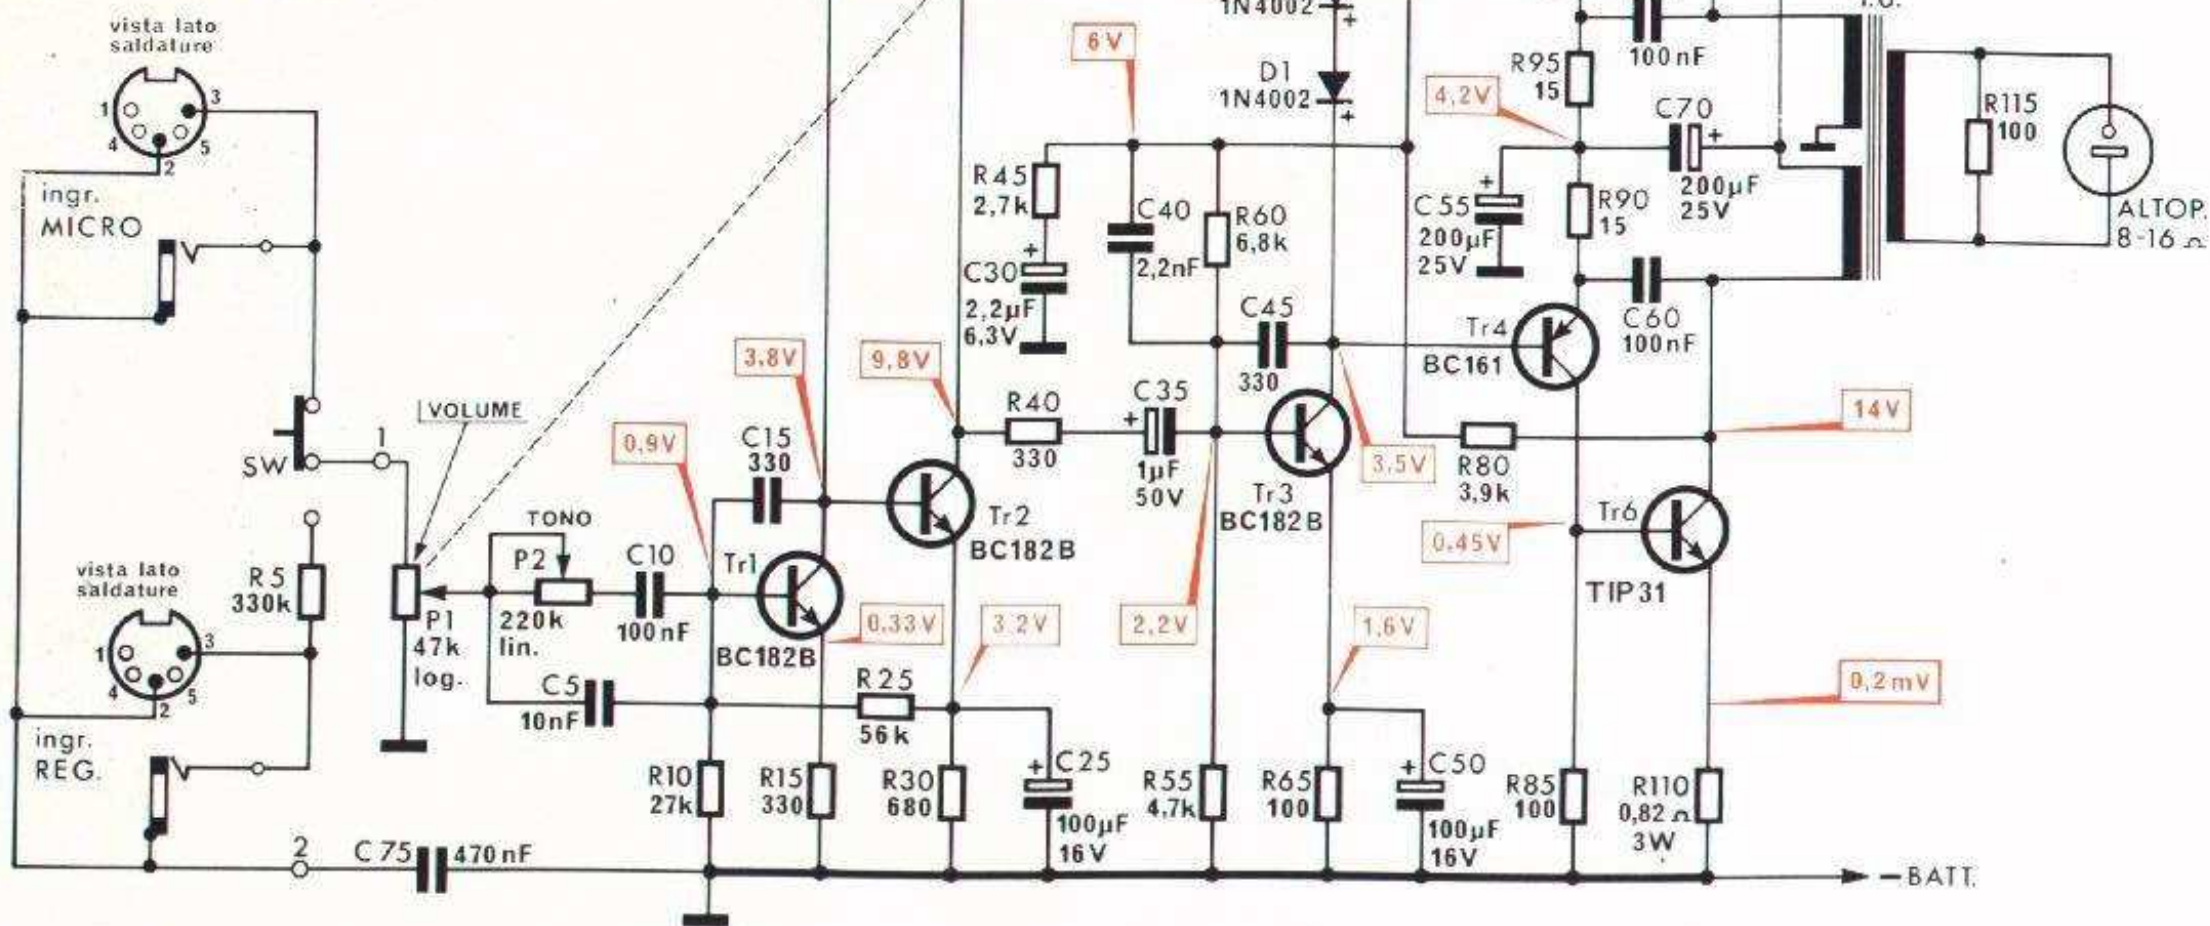 vista lato
saldature
1
3
4
2
5
ingr.
MICRO
SW
1
VOLUME
vista lato
saldature
R5
330k
1
3
4
2
5
ingr.
REG.
2
C75
470nF
P1
47k
log.
TONO
P2
220k
lin.
C10
100nF
C5
10nF
0,9V
C15
330
3,8V
Tr1
BC182B
0,33V
R10
27k
R15
330
R25
56k
R30
680
9,8V
Tr2
BC182B
3 2V
C25
100µF
16V
R40
330
C35
1µF
50V
R45
2,7k
C30
2,2µF
6,3V
6V
C40
2,2nF
R60
6,8k
C45
330
1N4002
D1
1N4002
Tr3
BC182B
3,5V
2,2V
1,6V
R55
4,7k
R65
100
C50
100µF
16V
4,2V
R95
15
100nF
C70
200µF
25V
C55
200µF
25V
R90
15
C60
100nF
Tr4
BC161
R80
3,9k
14V
0,45V
Tr6
TIP31
0,2mV
R85
100
R110
0,82Ω
3W
R115
100
ALTOP.
8-16Ω
—BATT.